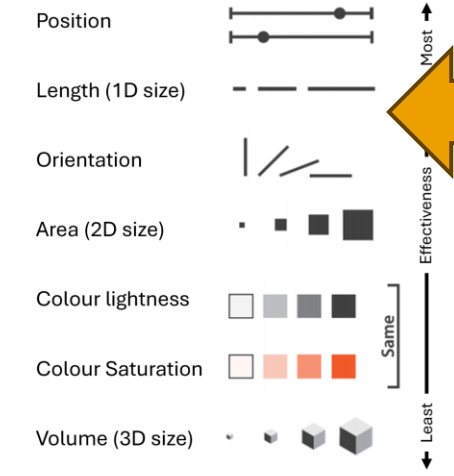 Position
Most
Length (1D size)
Orientation
Effectiveness
Area (2D size)
Colour lightness
Same
Colour Saturation
Least
Volume (3D size)